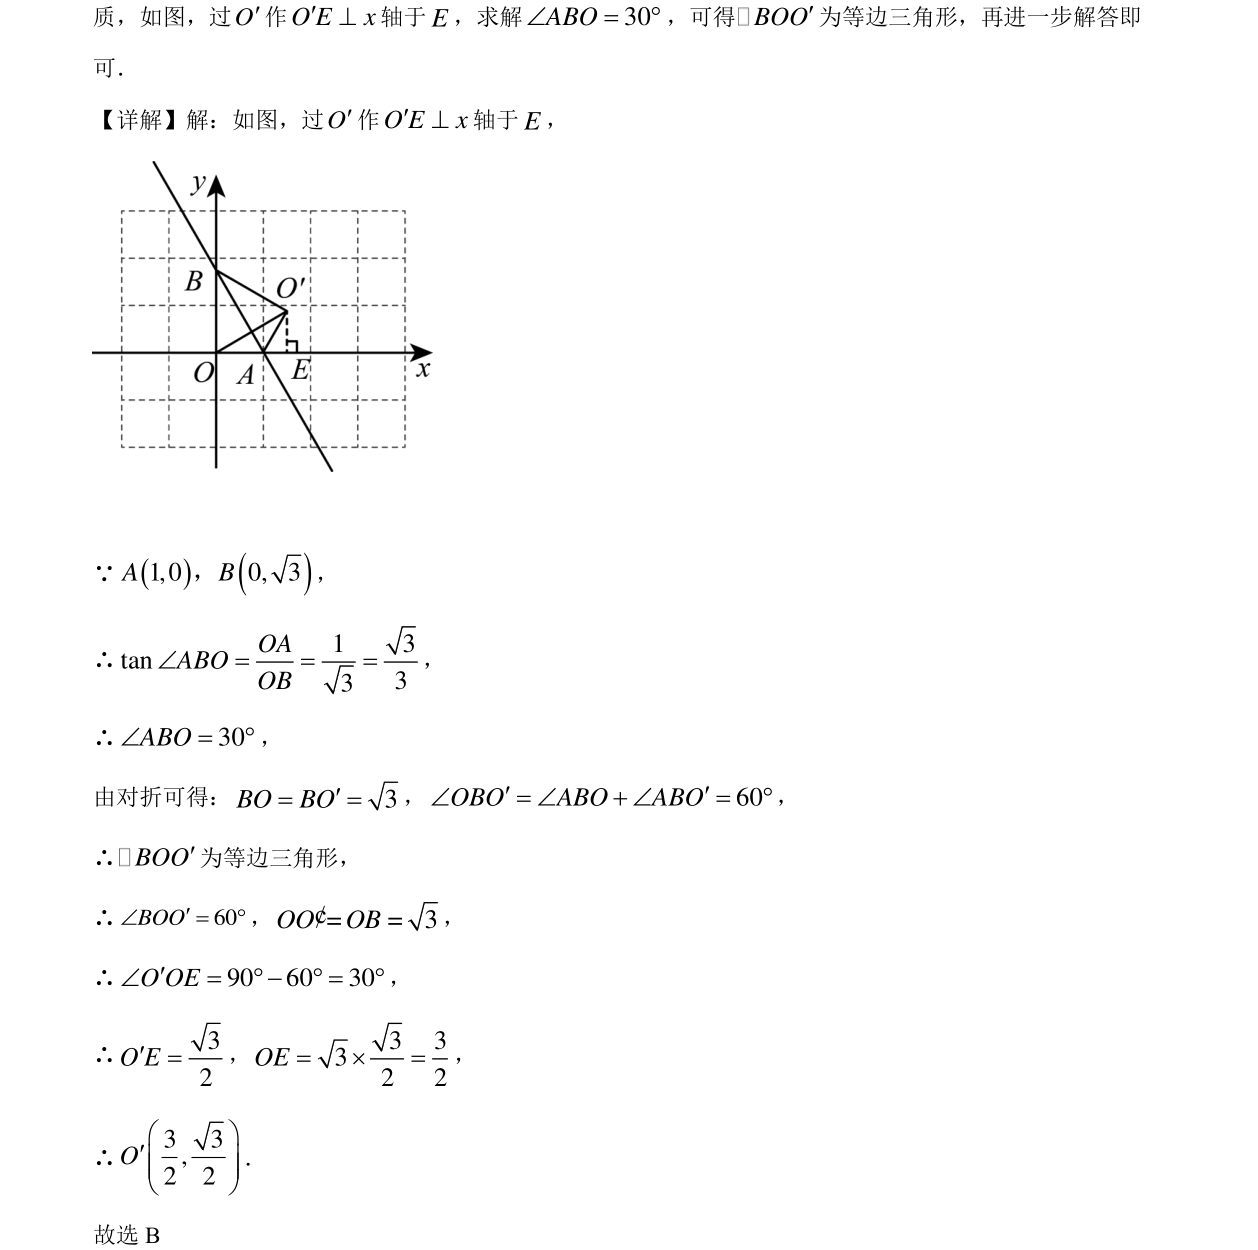 质，如图，过O′作O′E⊥x轴于E，求解∠ABO=30°，可得□BOO′为等边三角形，再进一步解答即
可．
【详解】解：如图，过O′作O′E⊥x轴于E，
y
B
O′
O
A
E
x
∵A(1,0)，B(0,√3)，
∴tan∠ABO=OA/OB=1/√3=√3/3，
∴∠ABO=30°，
由对折可得：BO=BO′=√3，∠OBO′=∠ABO+∠ABO′=60°，
∴□BOO′为等边三角形，
∴∠BOO′=60°，OO¢=OB=√3，
∴∠O′OE=90°−60°=30°，
∴O′E=√3/2，OE=√3×√3/2=3/2，
∴O′(3/2,√3/2)．
故选 B